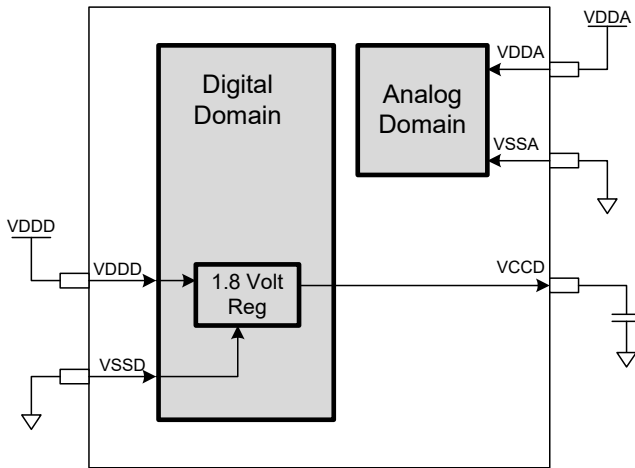 VDDA
VDDA
Digital
Domain
Analog
Domain
VSSA
VDDD
VDDD
1.8 Volt
Reg
VCCD
VSSD